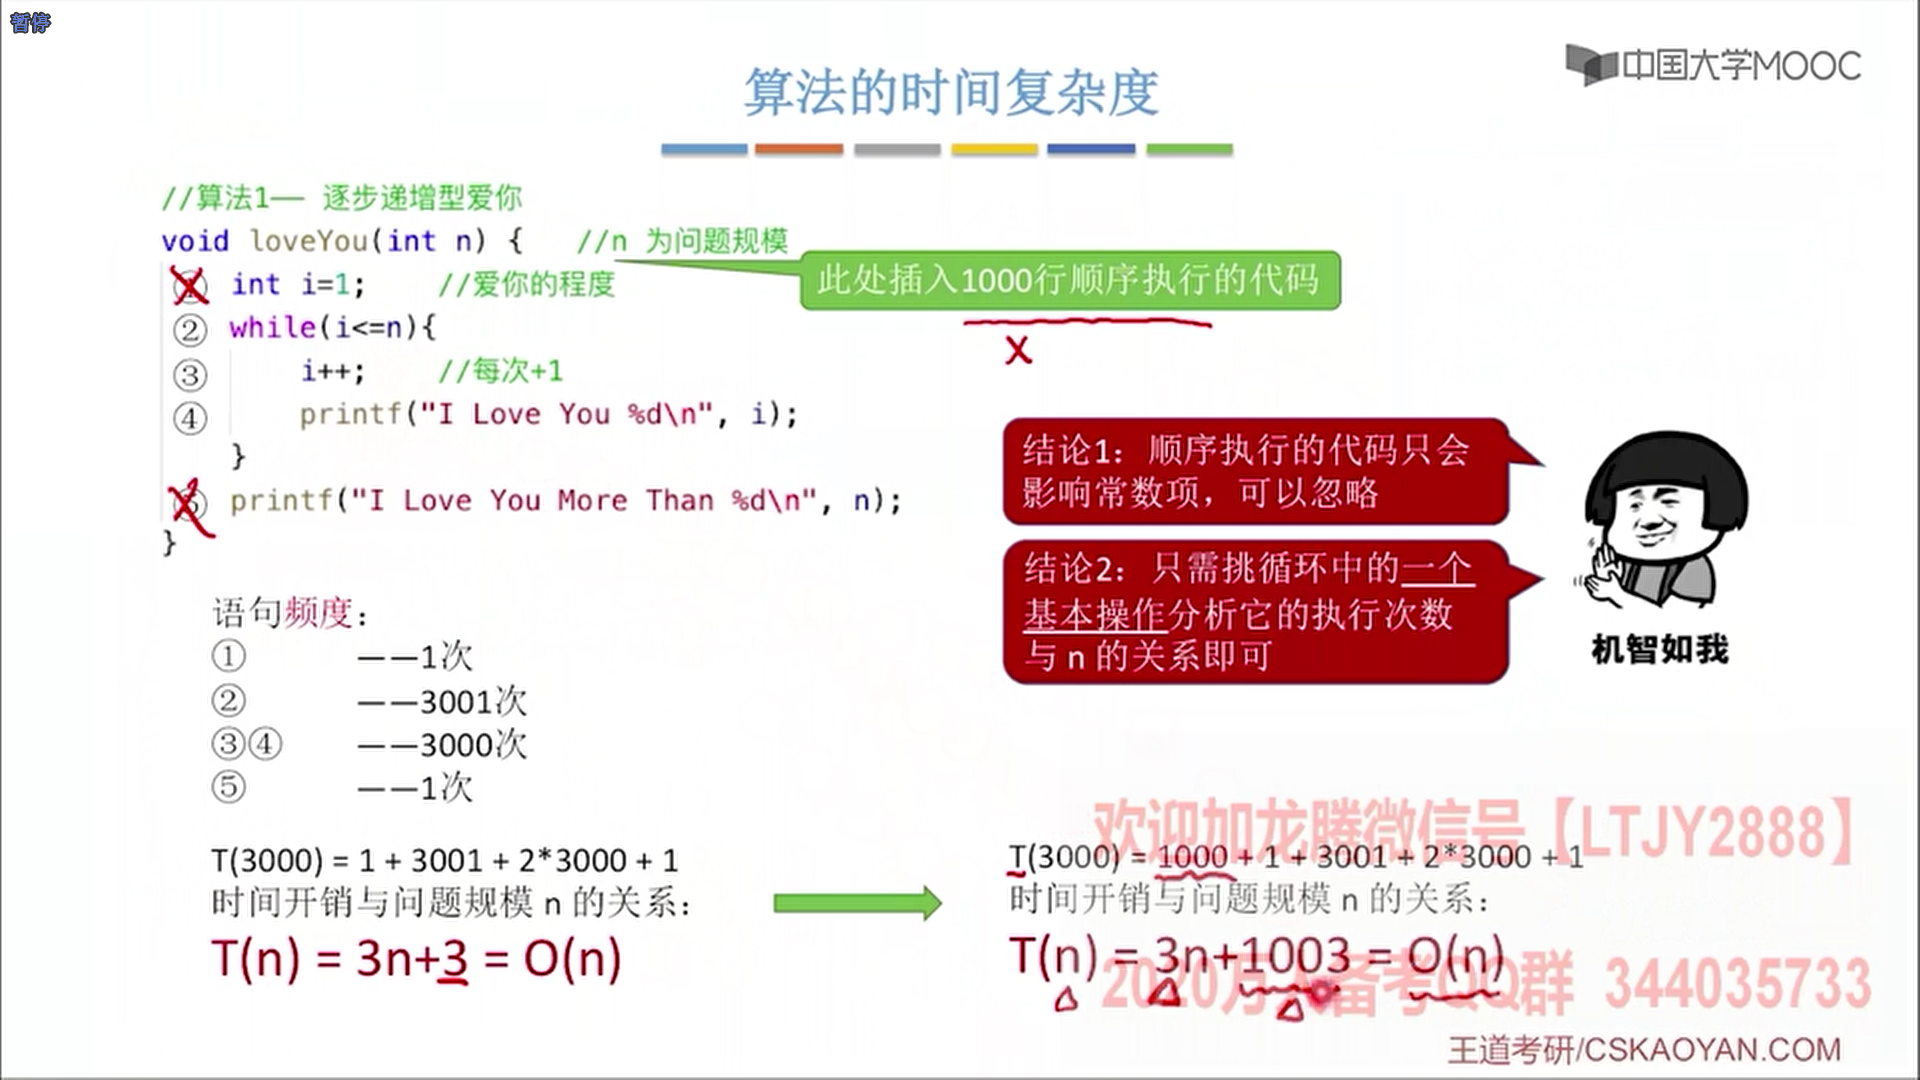 暂停
中国大学MOOC
算法的时间复杂度
//算法1—— 逐步递增型爱你
void loveYou(int n) { //n 为问题规模
此处插入1000行顺序执行的代码
① int i=1; //爱你的程度
② while(i<=n){
x
③ i++; //每次+1
④ printf("I Love You %d\n", i);
}
⑤ printf("I Love You More Than %d\n", n);
}
结论1：顺序执行的代码只会
影响常数项，可以忽略
结论2：只需挑循环中的一个
基本操作分析它的执行次数
与 n 的关系即可
机智如我
语句频度：
① ——1次
② ——3001次
③④ ——3000次
⑤ ——1次
T(3000) = 1 + 3001 + 2*3000 + 1
时间开销与问题规模 n 的关系：
T(n) = 3n+3 = O(n)
欢迎加龙腾微信号【LTJY2888】
T(3000) = 1000 + 1 + 3001 + 2*3000 + 1
时间开销与问题规模 n 的关系：
T(n) = 3n+1003 = O(n)
2020万人备考QQ群 344035733
王道考研/CSKAOYAN.COM